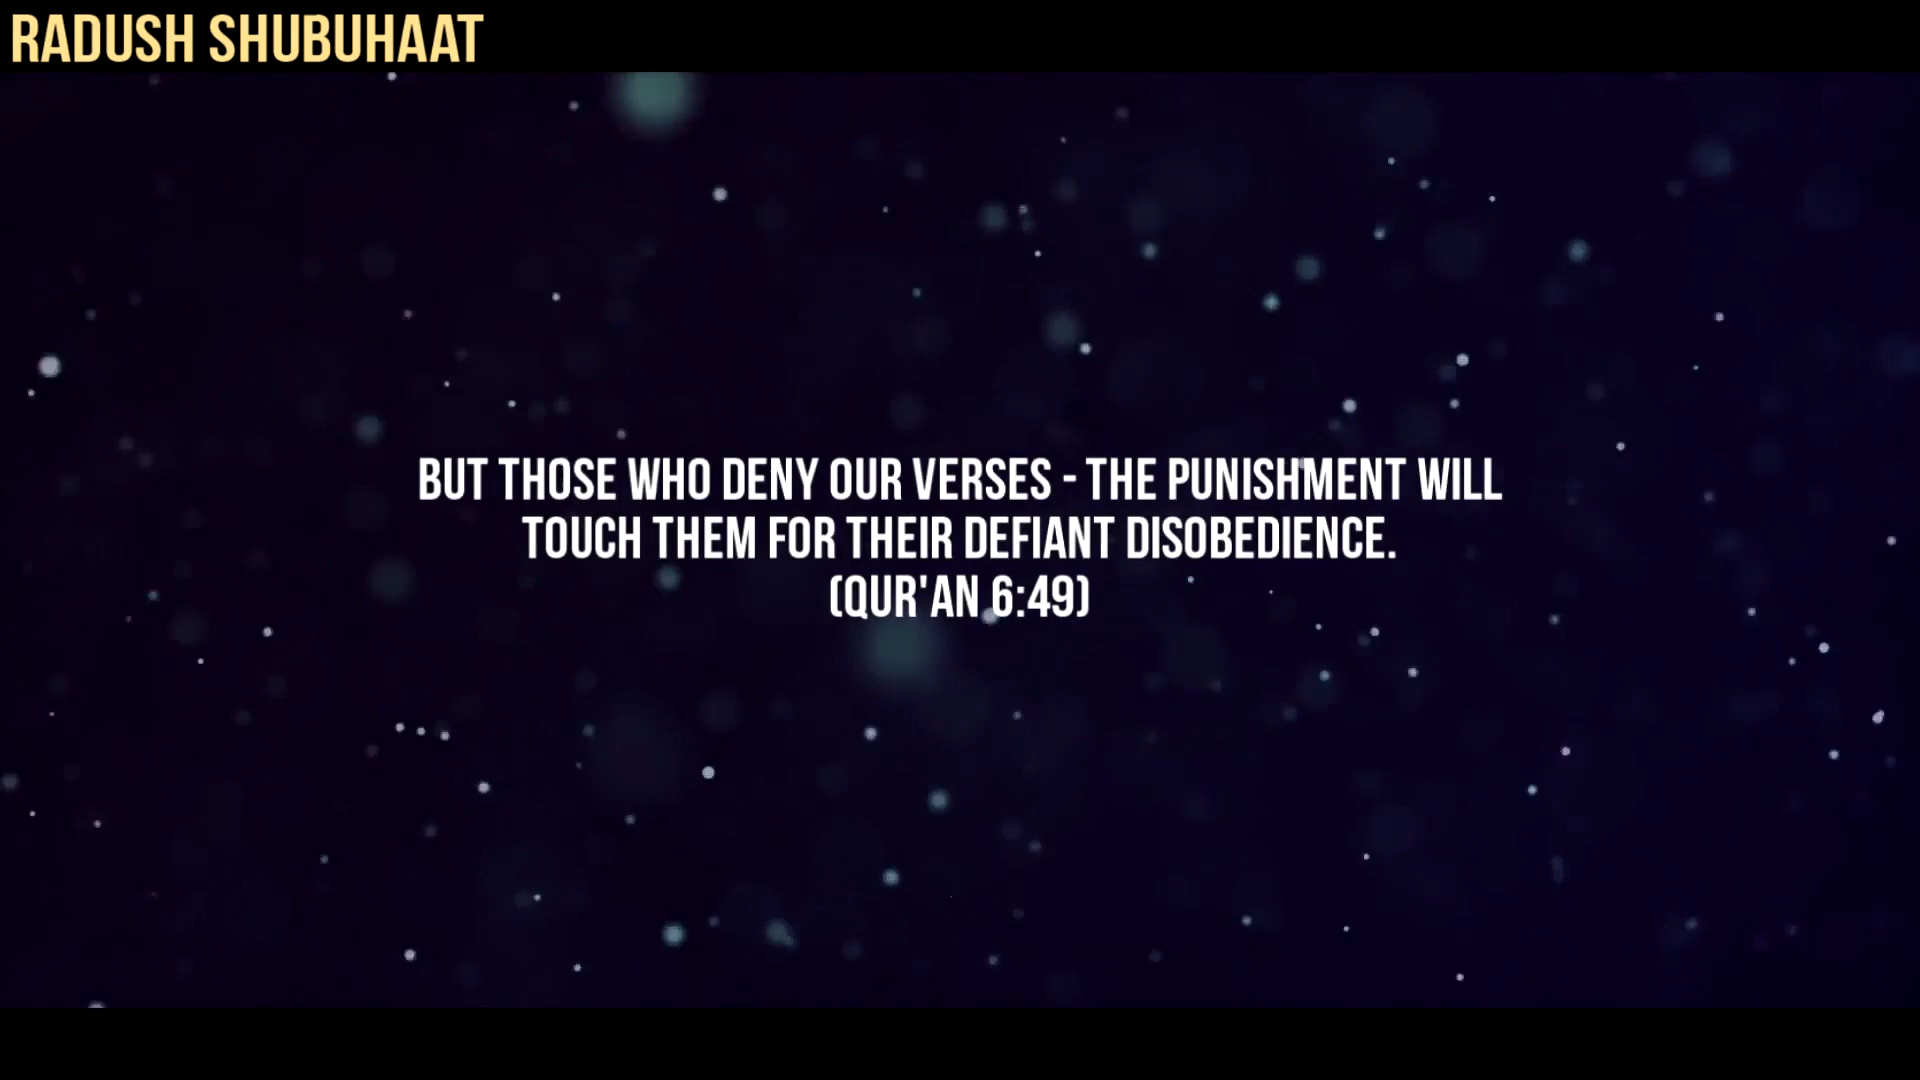 RADUSH SHUBUHAAT
BUT THOSE WHO DENY OUR VERSES - THE PUNISHMENT WILL
TOUCH THEM FOR THEIR DEFIANT DISOBEDIENCE.
(QUR'AN 6:49)